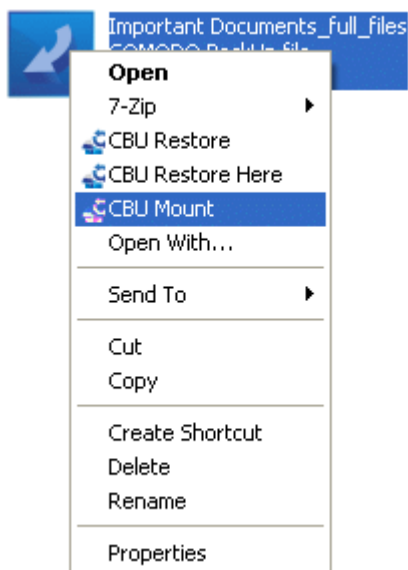 Important Documents_full_files
COMODO BackUp file
Open
7-Zip
CBU Restore
CBU Restore Here
CBU Mount
Open With...
Send To
Cut
Copy
Create Shortcut
Delete
Rename
Properties